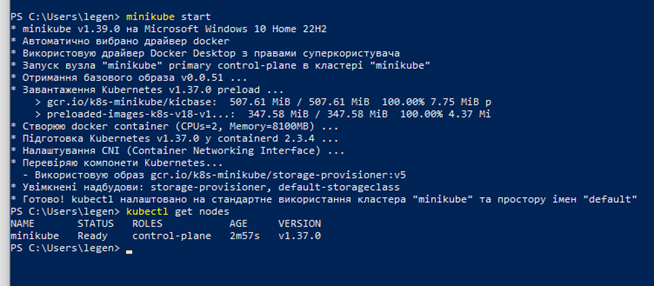 PS C:\Users\legen> minikube start
* minikube v1.39.0 на Microsoft Windows 10 Home 22H2
* Автоматично вибрано драйвер docker
* Використовую драйвер Docker Desktop з правами суперкористувача
* Запуск вузла "minikube" primary control-plane в кластері "minikube"
* Отримання базового образа v0.0.51 ...
* Завантаження Kubernetes v1.37.0 preload ...
    > gcr.io/k8s-minikube/kicbase:  507.61 MiB / 507.61 MiB  100.00% 7.75 MiB p
    > preloaded-images-k8s-v18-v1...:  347.58 MiB / 347.58 MiB  100.00% 4.37 Mi
* Створюю docker container (CPUs=2, Memory=8100MB) ...
* Підготовка Kubernetes v1.37.0 у containerd 2.3.4 ...
* Налаштування CNI (Container Networking Interface) ...
* Перевіряю компонети Kubernetes...
  - Використовую образ gcr.io/k8s-minikube/storage-provisioner:v5
* Увімкнені надбудови: storage-provisioner, default-storageclass
* Готово! kubectl налаштовано на стандартне використання кластера "minikube" та простору імен "default"
PS C:\Users\legen> kubectl get nodes
NAME       STATUS   ROLES           AGE     VERSION
minikube   Ready    control-plane   2m57s   v1.37.0
PS C:\Users\legen>